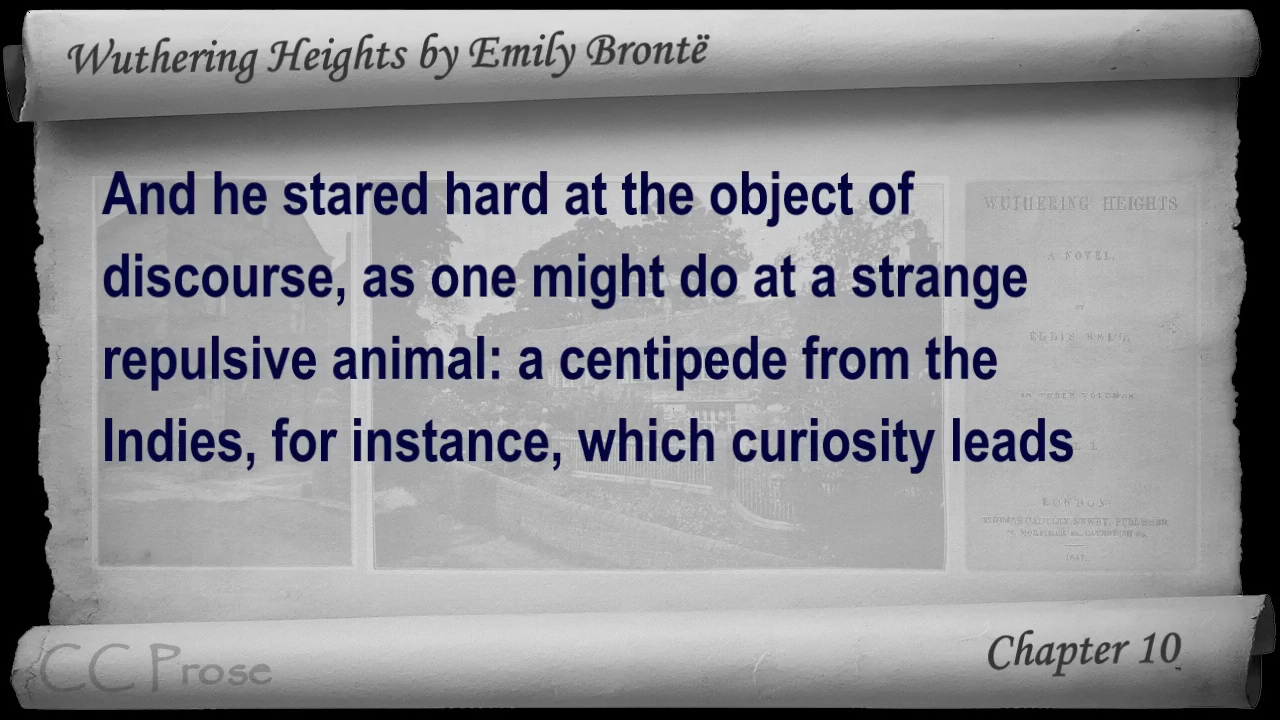 Wuthering Heights by Emily Brontë
And he stared hard at the object of
discourse, as one might do at a strange
repulsive animal: a centipede from the
Indies, for instance, which curiosity leads
WUTHERING HEIGHTS
A NOVEL,
LONDON:
1847.
Chapter 10
CC Prose